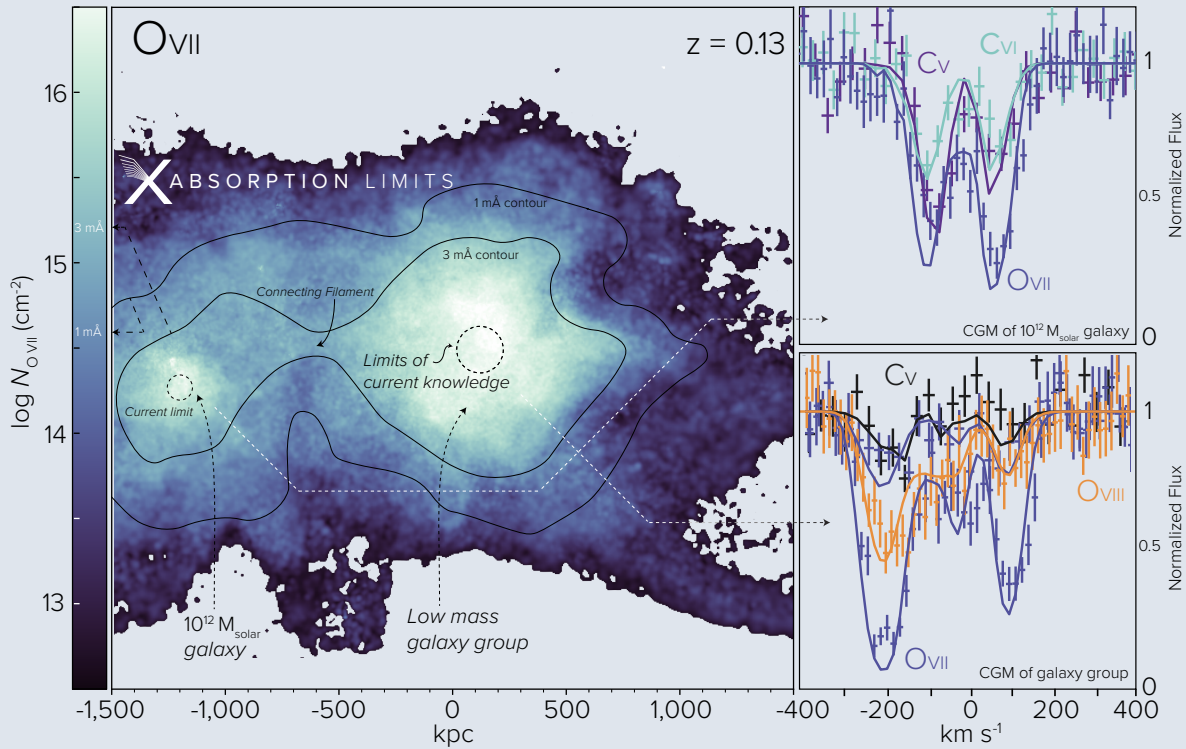 O VII
z = 0.13
X ABSORPTION LIMITS
1 mÅ contour
3 mÅ contour
Connecting Filament
Limits of
current knowledge
Current limit
10¹² M solar
galaxy
Low mass
galaxy group
log N O VII (cm⁻²)
16
15
14
13
3 mÅ
1 mÅ
-1,500
-1,000
-500
0
500
1,000
kpc
C V
C VI
O VII
CGM of 10¹² M solar galaxy
1
0.5
0
Normalized Flux
C V
O VIII
O VII
CGM of galaxy group
1
0.5
0
Normalized Flux
-400
-200
0
200
400
km s⁻¹